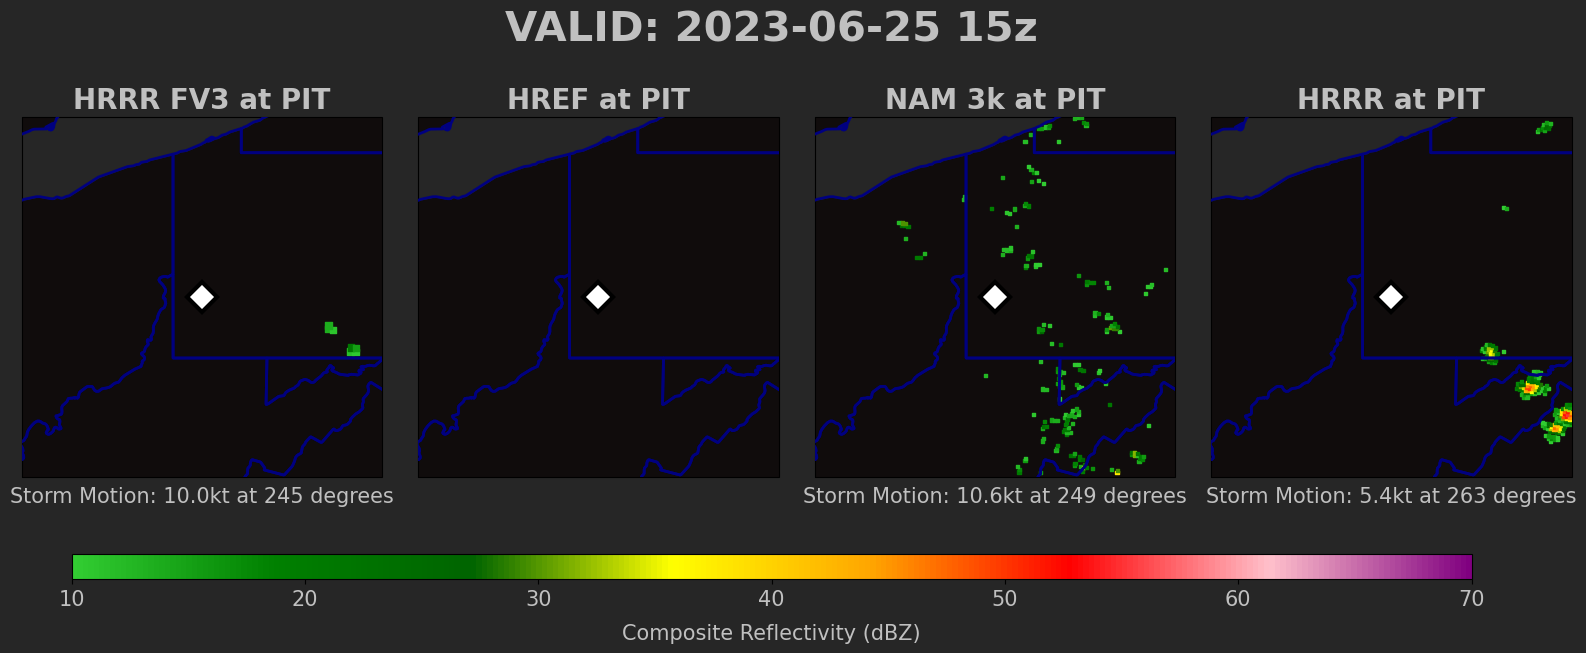 VALID: 2023-06-25 15z
HRRR FV3 at PIT
HREF at PIT
NAM 3k at PIT
HRRR at PIT
Storm Motion: 10.0kt at 245 degrees
Storm Motion: 10.6kt at 249 degrees
Storm Motion: 5.4kt at 263 degrees
10 20 30 40 50 60 70
Composite Reflectivity (dBZ)